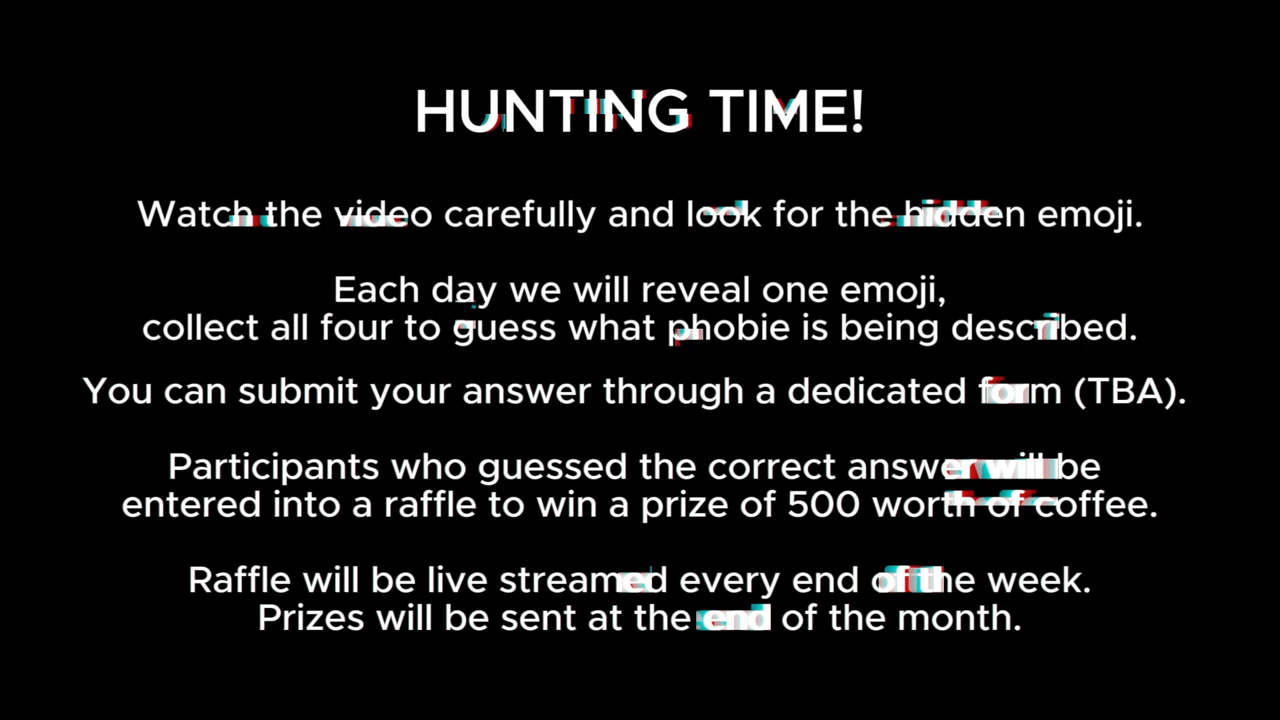 HUNTING TIME!
Watch the video carefully and look for the hidden emoji.
Each day we will reveal one emoji,
collect all four to guess what phobie is being described.
You can submit your answer through a dedicated form (TBA).
Participants who guessed the correct answer will be
entered into a raffle to win a prize of 500 worth of coffee.
Raffle will be live streamed every end of the week.
Prizes will be sent at the end of the month.